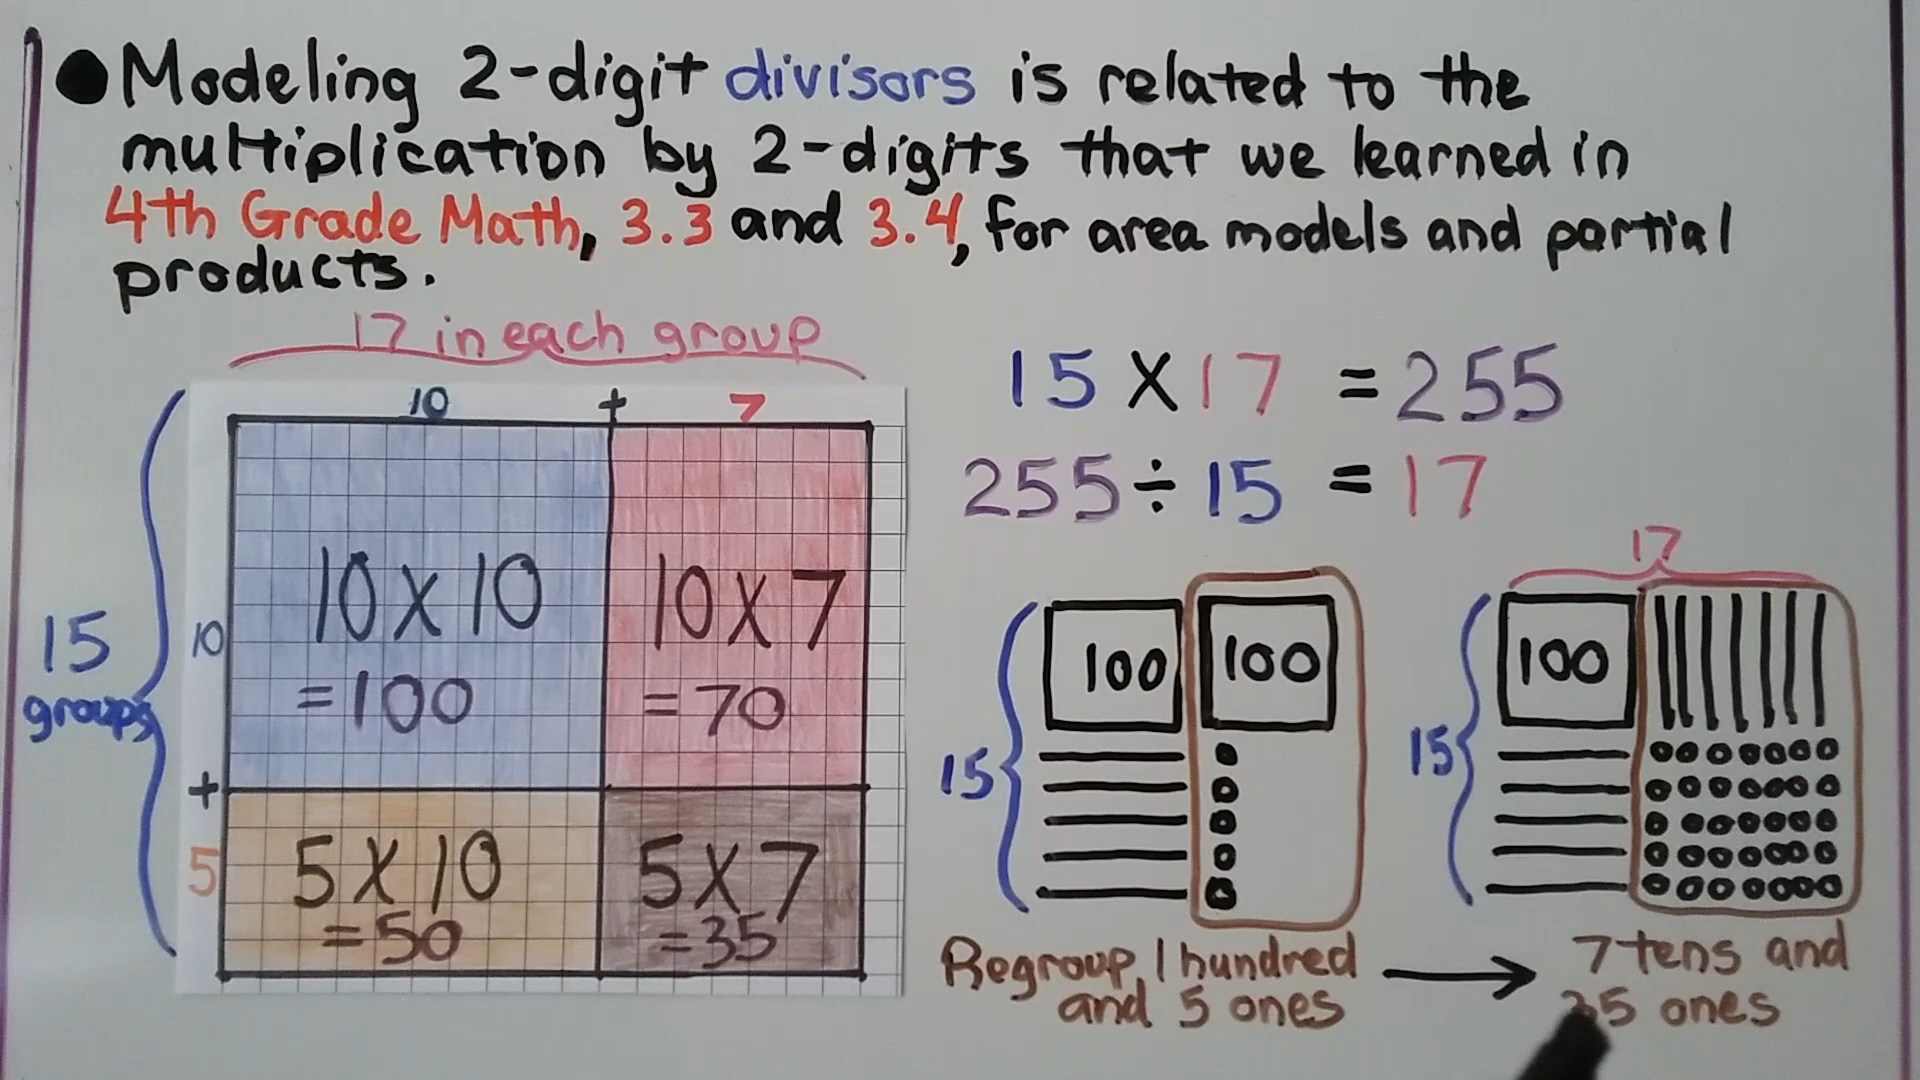 Modeling 2-digit divisors is related to the
multiplication by 2-digits that we learned in
4th Grade Math, 3.3 and 3.4, for area models and partial
products.
17 in each group
10 + 7
15
groups
10
+
5
10 X 10
= 100
10 X 7
= 70
5 X 10
= 50
5 X 7
= 35
15 X 17 = 255
255 ÷ 15 = 17
15
100
100
Regroup 1 hundred
and 5 ones
17
15
100
7 tens and
35 ones